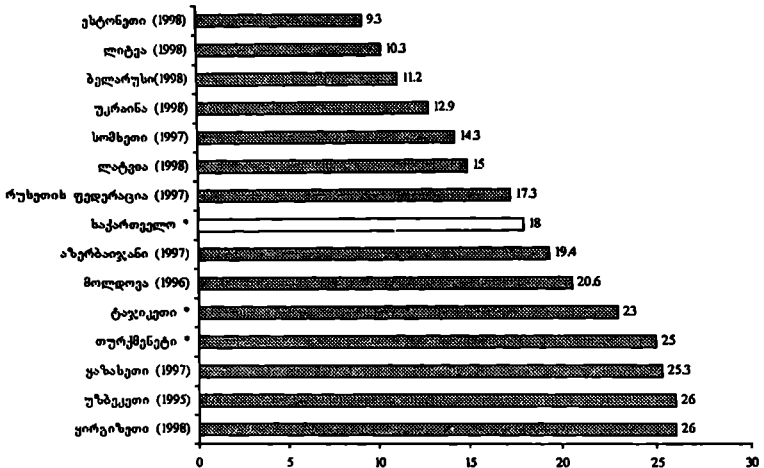 ესტონეთი (1998) 9.3
ლიტვა (1998) 10.3
ბელარუსი(1998) 11.2
უკრაინა (1998) 12.9
სომხეთი (1997) 14.3
ლატვია (1998) 15
რუსეთის ფედერაცია (1997) 17.3
საქართველო * 18
აზერბაიჯანი (1997) 19.4
მოლდოვა (1996) 20.6
ტაჯიკეთი * 23
თურქმენეტი * 25
ყაზახეთი (1997) 25.3
უზბეკეთი (1995) 26
ყირგიზეთი (1998) 26
0 5 10 15 20 25 30